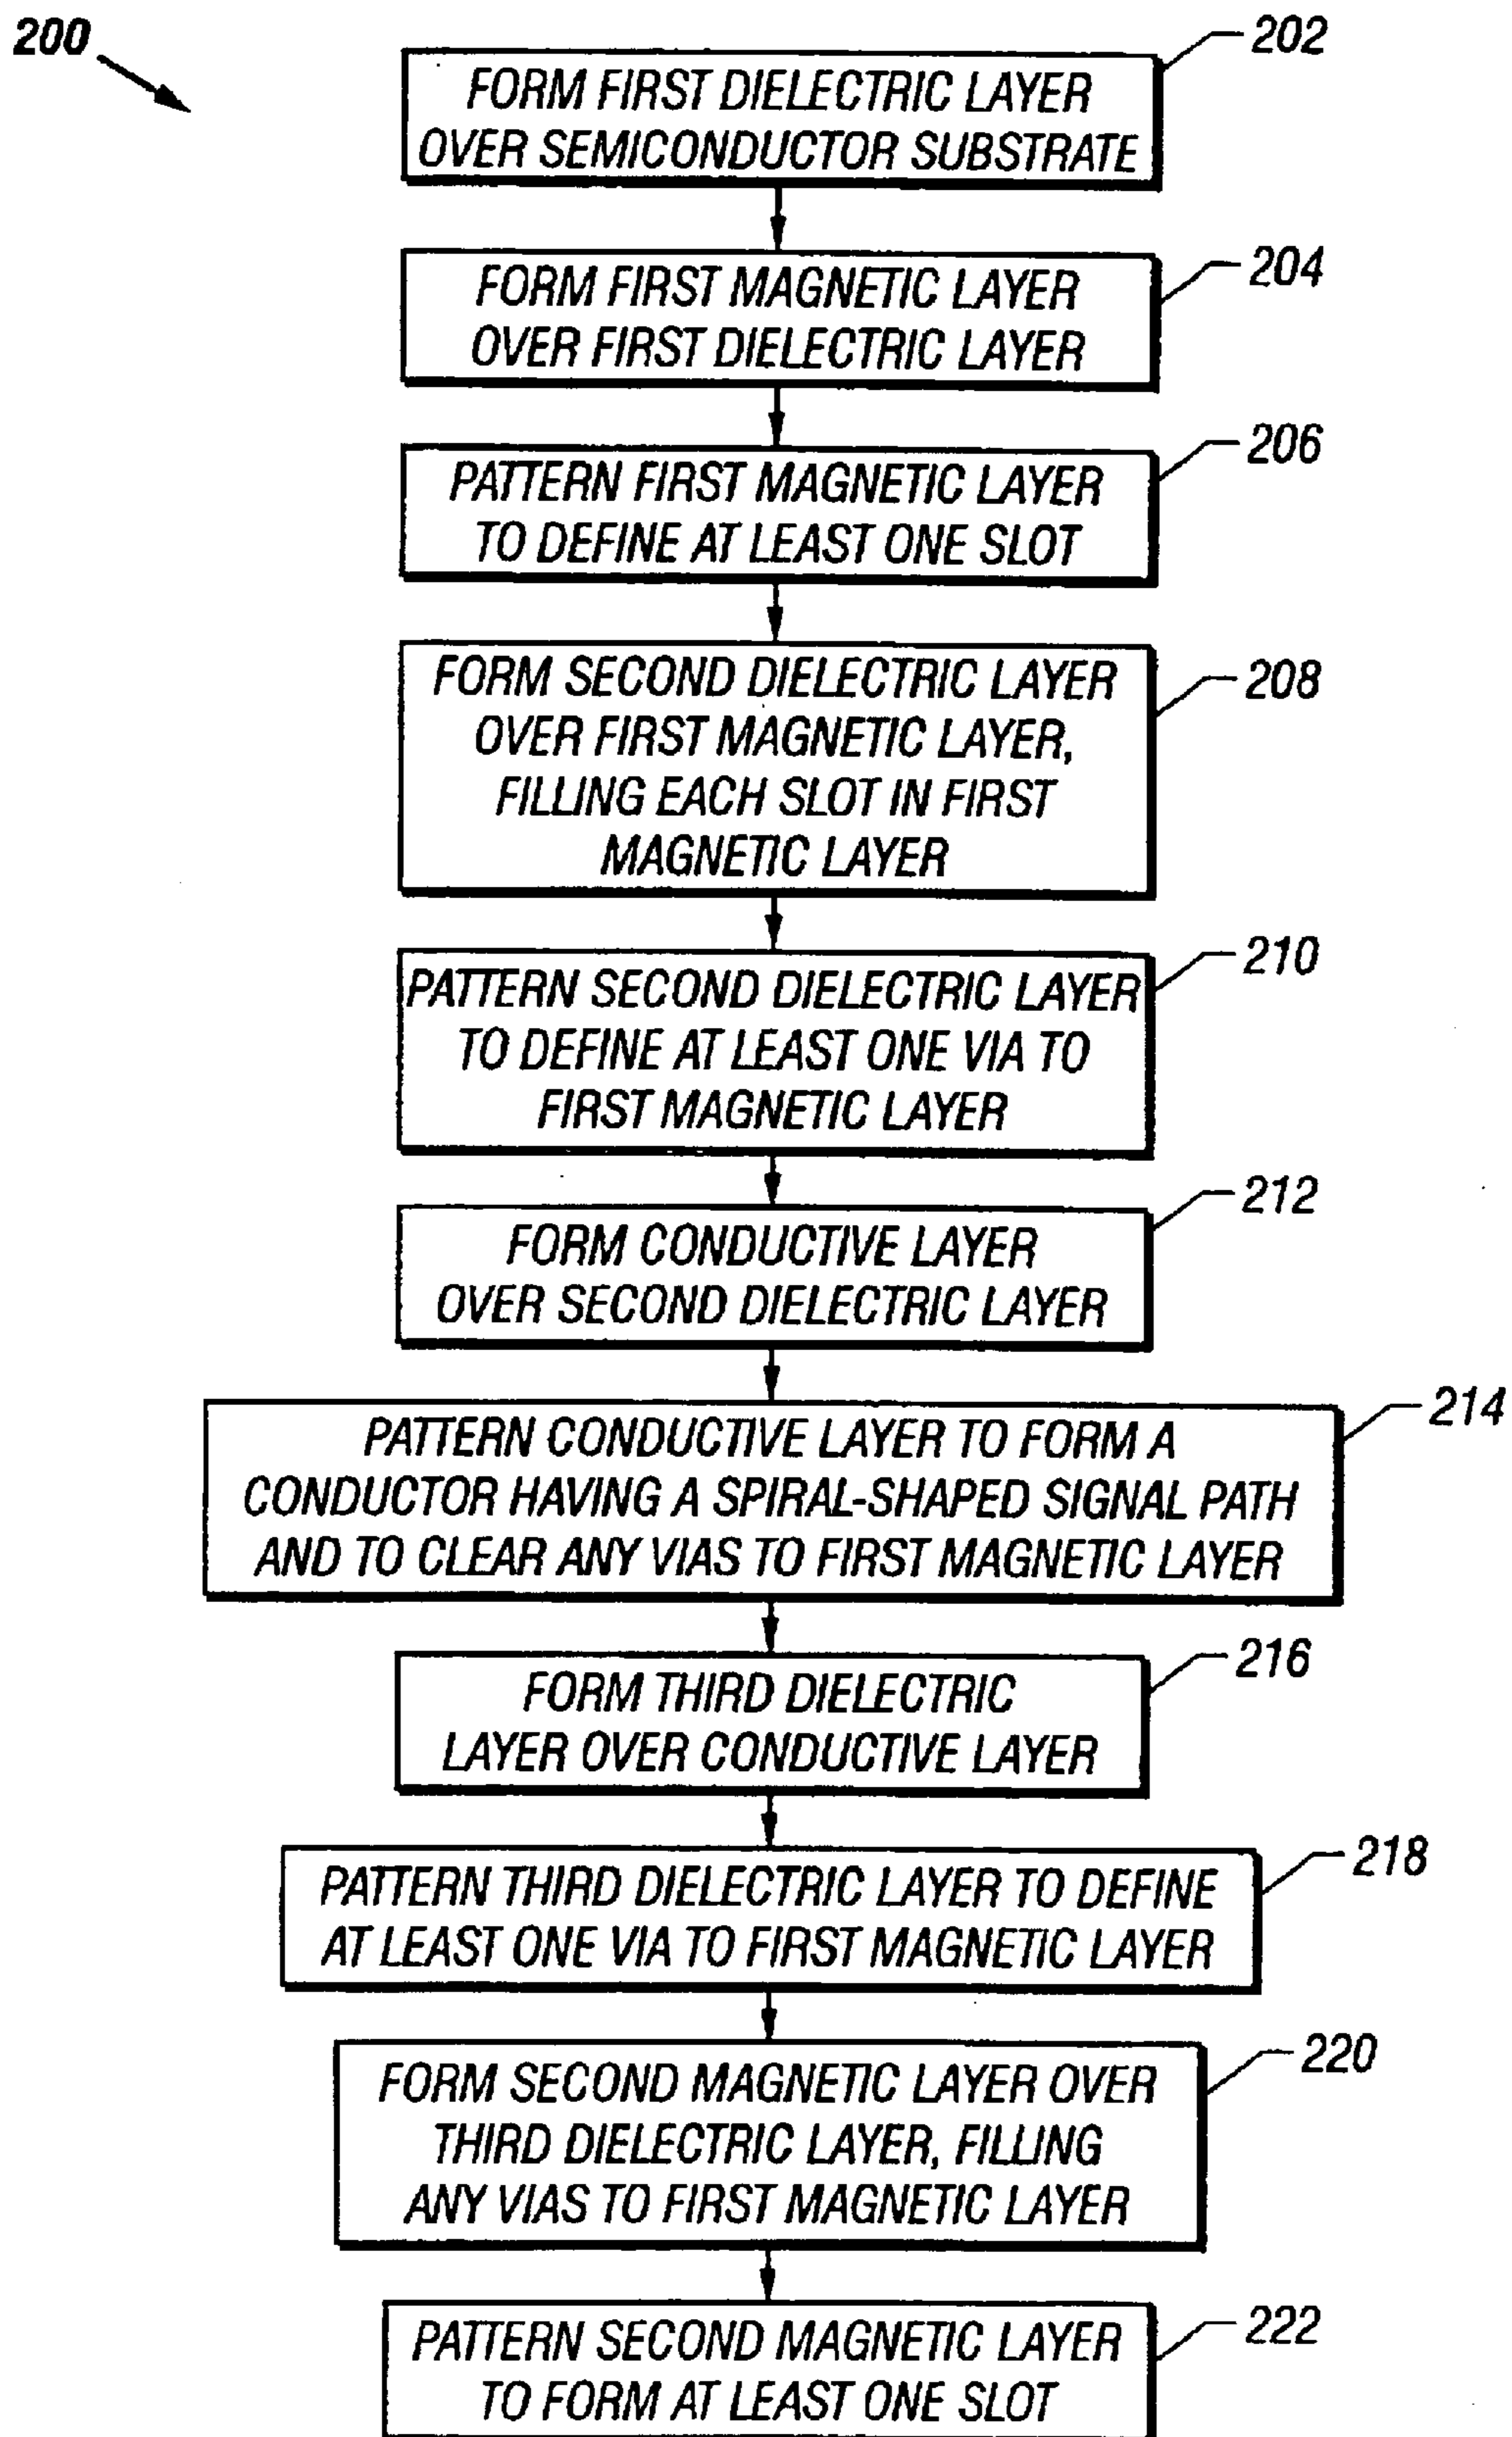 200
202
FORM FIRST DIELECTRIC LAYER
OVER SEMICONDUCTOR SUBSTRATE
204
FORM FIRST MAGNETIC LAYER
OVER FIRST DIELECTRIC LAYER
206
PATTERN FIRST MAGNETIC LAYER
TO DEFINE AT LEAST ONE SLOT
208
FORM SECOND DIELECTRIC LAYER
OVER FIRST MAGNETIC LAYER,
FILLING EACH SLOT IN FIRST
MAGNETIC LAYER
210
PATTERN SECOND DIELECTRIC LAYER
TO DEFINE AT LEAST ONE VIA TO
FIRST MAGNETIC LAYER
212
FORM CONDUCTIVE LAYER
OVER SECOND DIELECTRIC LAYER
214
PATTERN CONDUCTIVE LAYER TO FORM A
CONDUCTOR HAVING A SPIRAL-SHAPED SIGNAL PATH
AND TO CLEAR ANY VIAS TO FIRST MAGNETIC LAYER
216
FORM THIRD DIELECTRIC
LAYER OVER CONDUCTIVE LAYER
218
PATTERN THIRD DIELECTRIC LAYER TO DEFINE
AT LEAST ONE VIA TO FIRST MAGNETIC LAYER
220
FORM SECOND MAGNETIC LAYER OVER
THIRD DIELECTRIC LAYER, FILLING
ANY VIAS TO FIRST MAGNETIC LAYER
222
PATTERN SECOND MAGNETIC LAYER
TO FORM AT LEAST ONE SLOT